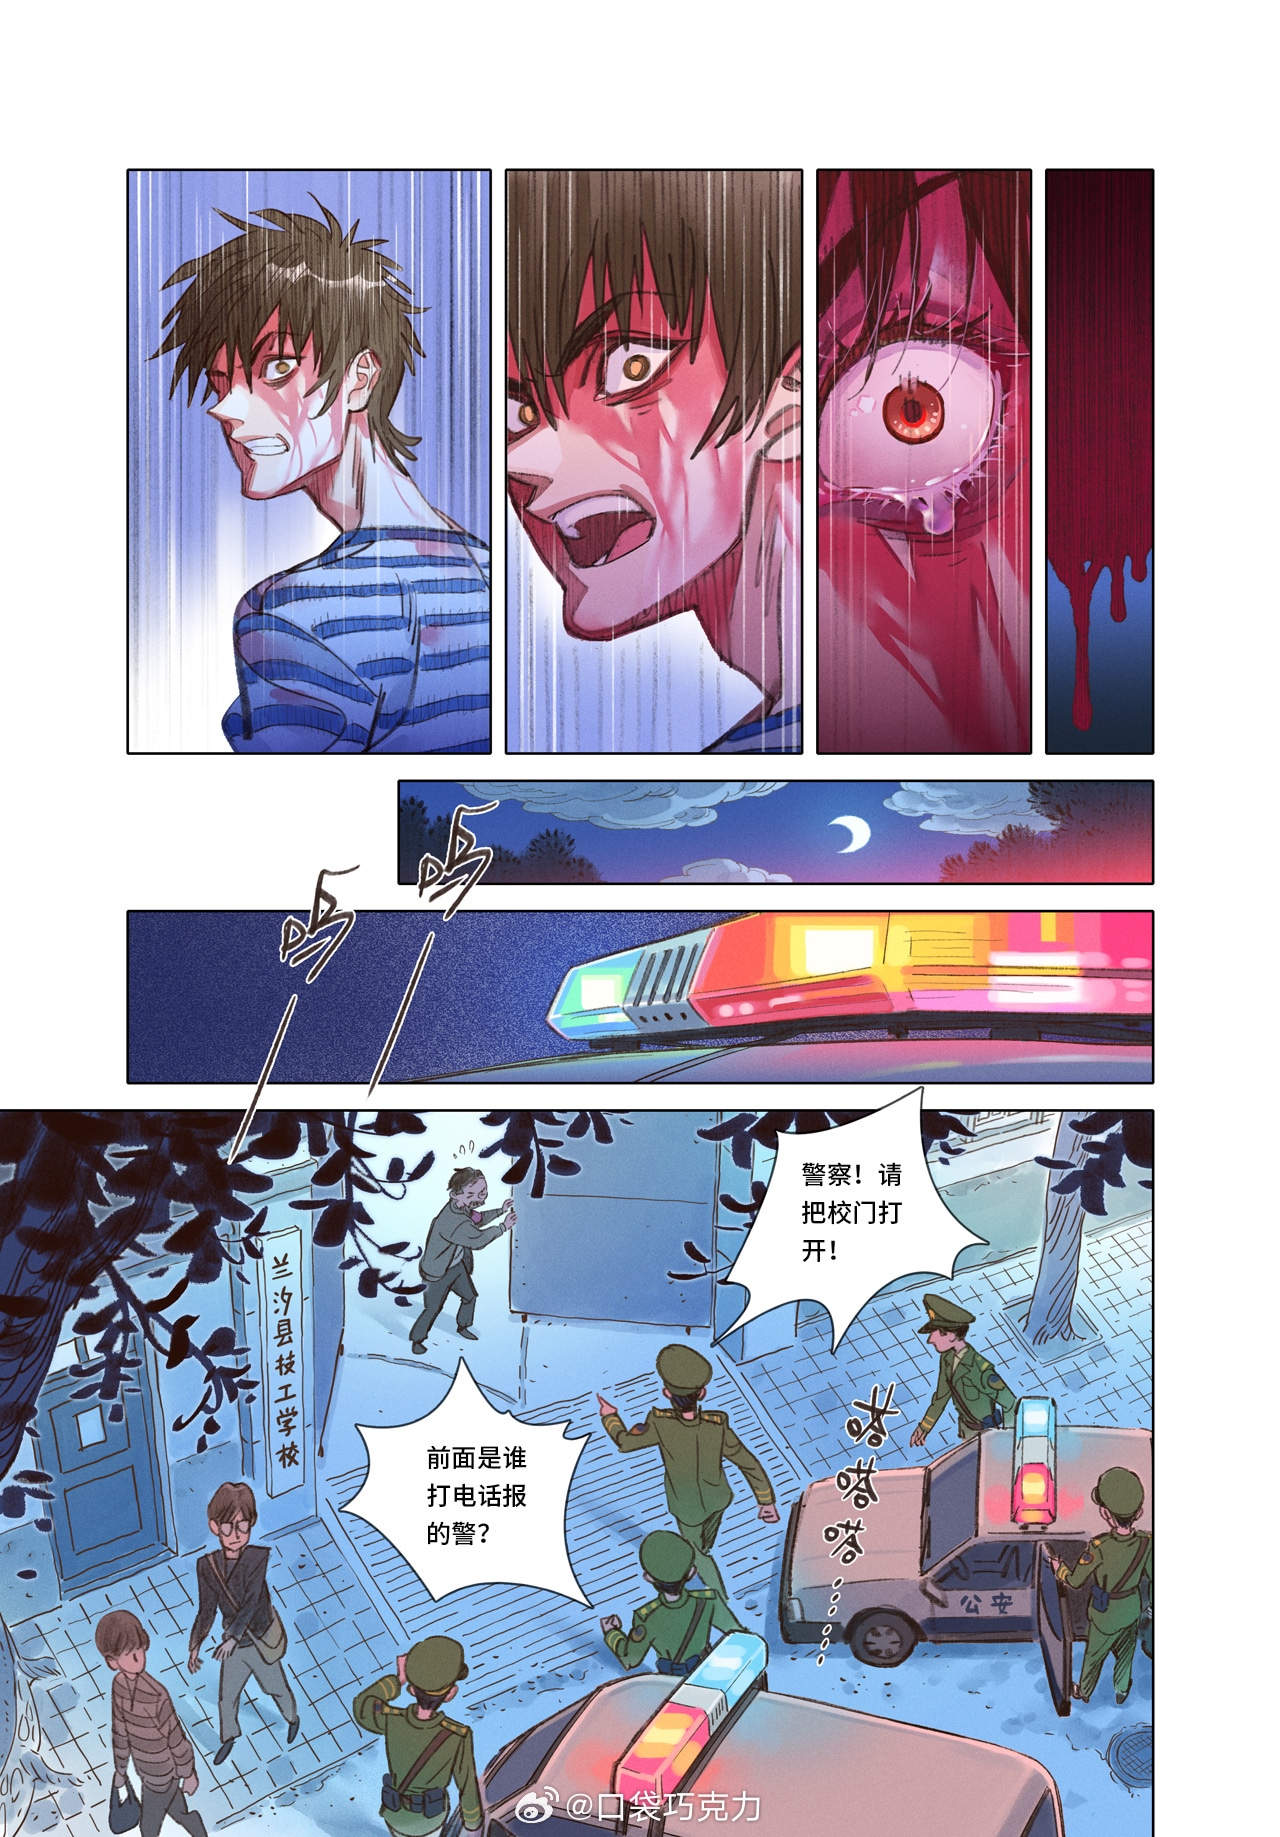 呜
呜
警察！请
把校门打
开！
兰汐县技工学校
前面是谁
打电话报
的警？
嗒
嗒
嗒
公安
@口袋巧克力